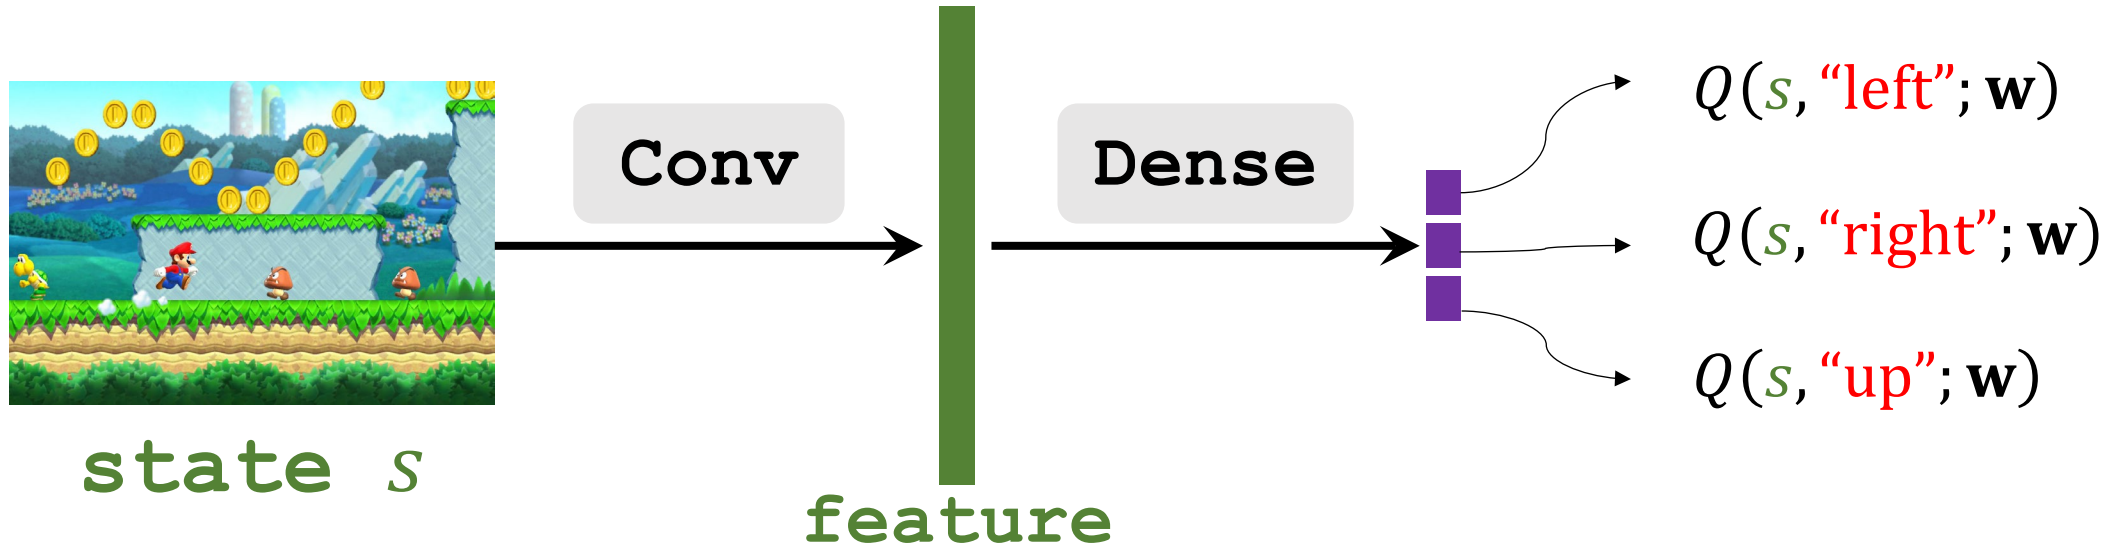 Conv
Dense
Q(s, “left”; w)
Q(s, “right”; w)
Q(s, “up”; w)
state s
feature